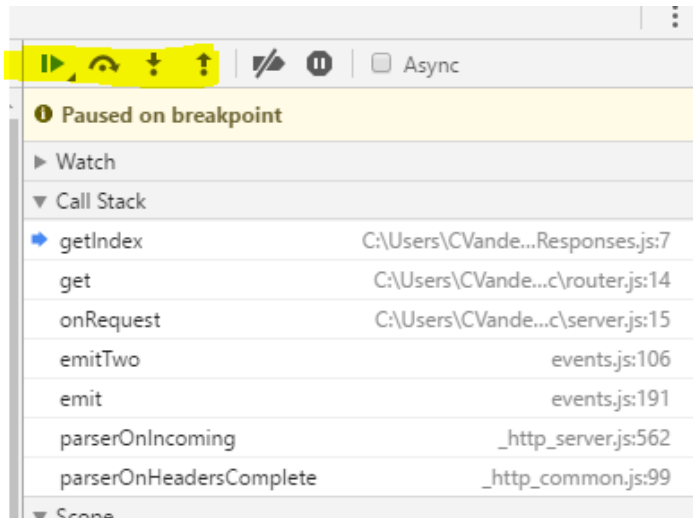 Async
Paused on breakpoint
Watch
Call Stack
getIndex C:\Users\CVande...Responses.js:7
get C:\Users\CVande...c\router.js:14
onRequest C:\Users\CVande...c\server.js:15
emitTwo events.js:106
emit events.js:191
parserOnIncoming _http_server.js:562
parserOnHeadersComplete _http_common.js:99
Scope